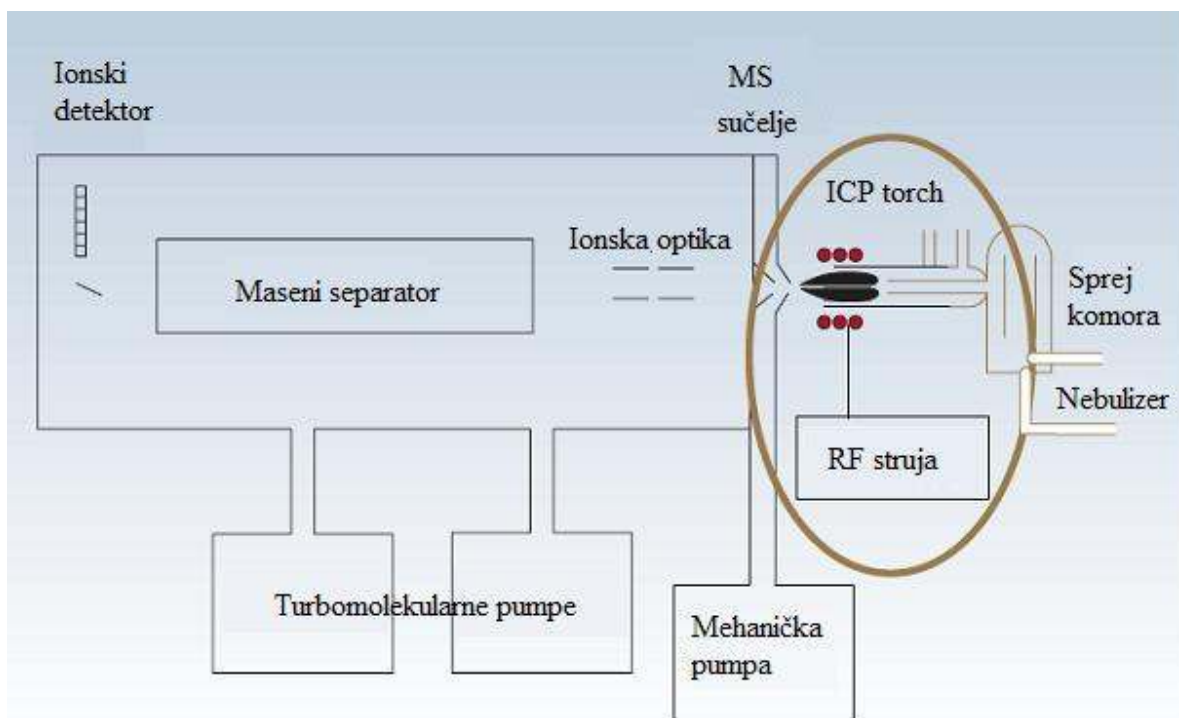 Ionski
detektor
MS
sučelje
ICP torch
Ionska optika
Maseni separator
Sprej
komora
Nebulizer
RF struja
Turbomolekularne pumpe
Mehanička
pumpa